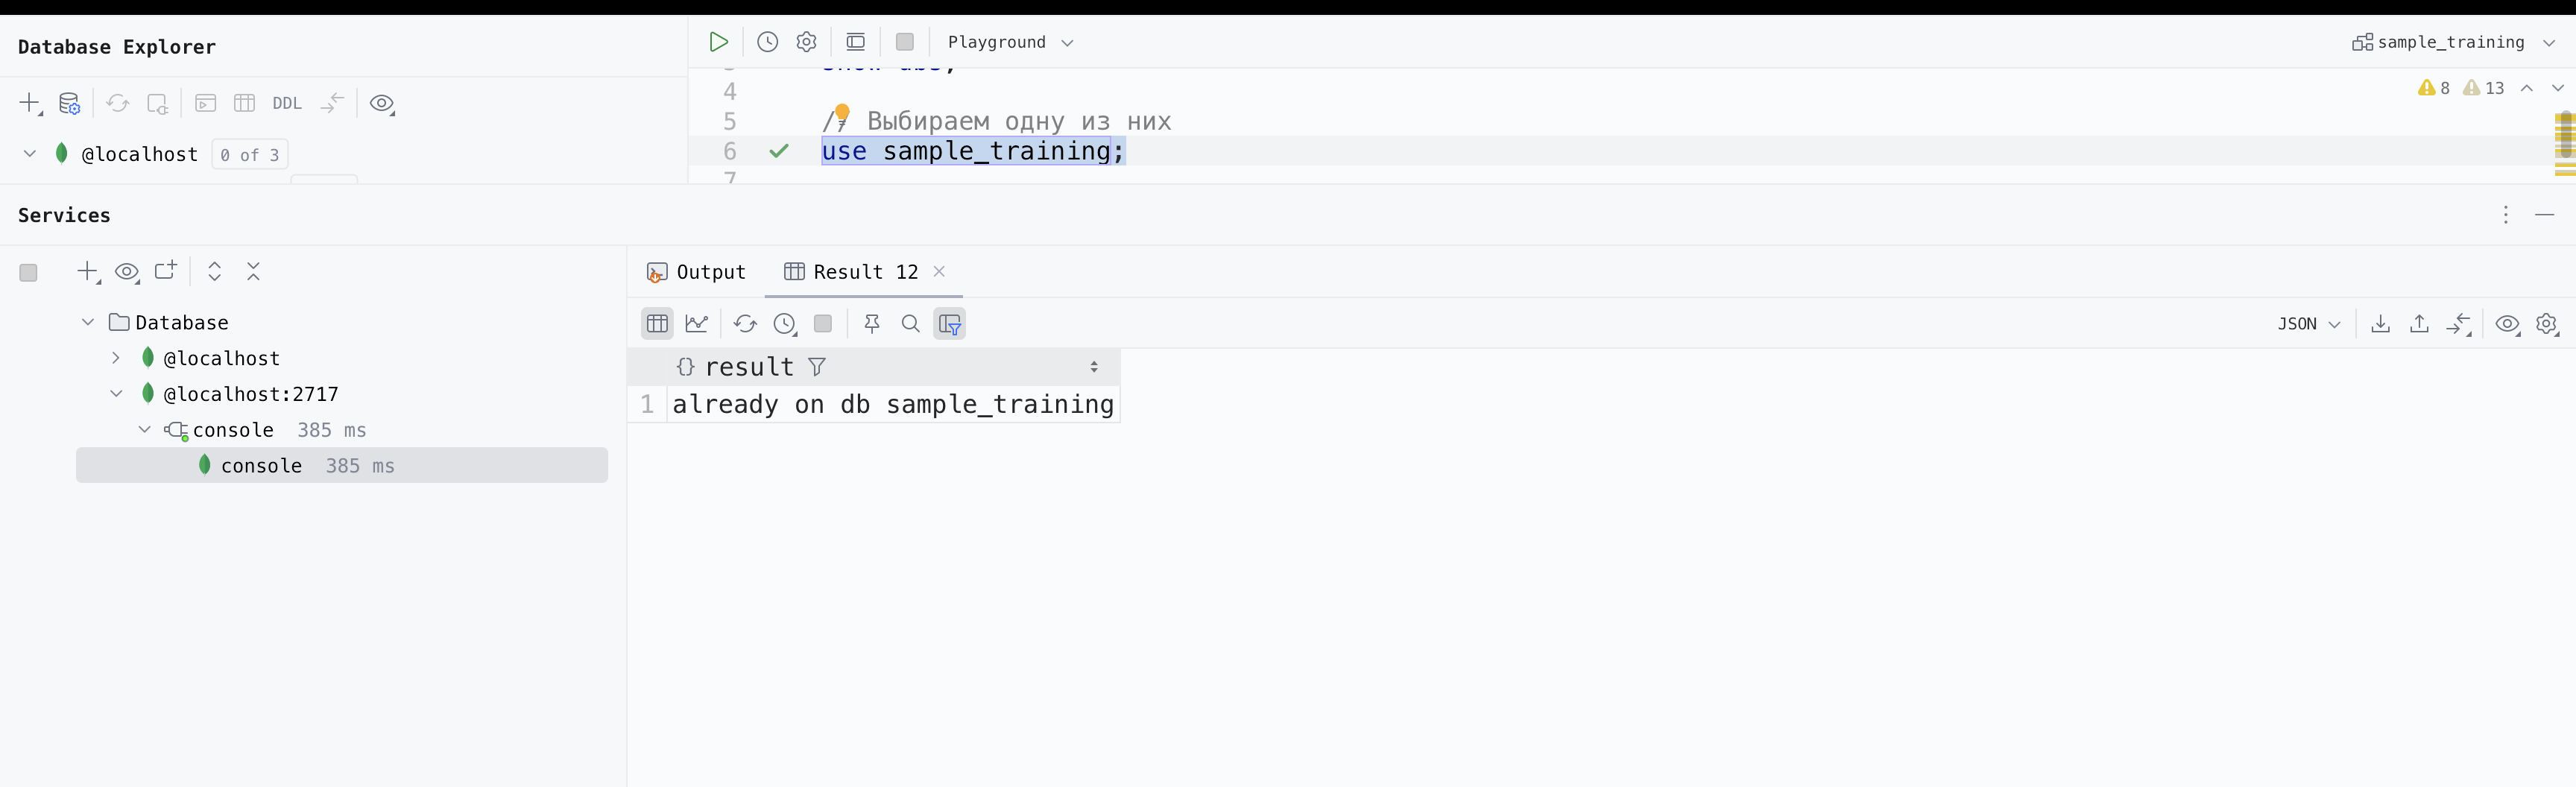 Database Explorer
Playground
sample_training
DDL
8
13
@localhost 0 of 3
4
5 // Выбираем одну из них
6 use sample_training;
7
Services
Output
Result 12
Database
@localhost
@localhost:2717
console 385 ms
console 385 ms
JSON
{} result
1 already on db sample_training